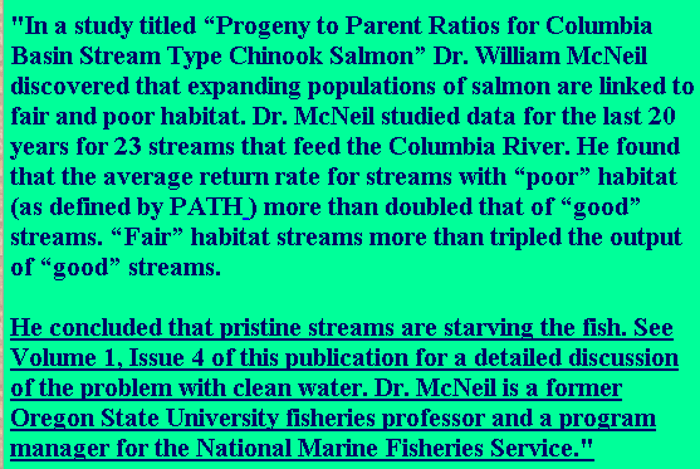 "In a study titled “Progeny to Parent Ratios for Columbia
Basin Stream Type Chinook Salmon” Dr. William McNeil
discovered that expanding populations of salmon are linked to
fair and poor habitat. Dr. McNeil studied data for the last 20
years for 23 streams that feed the Columbia River. He found
that the average return rate for streams with “poor” habitat
(as defined by PATH ) more than doubled that of “good”
streams. “Fair” habitat streams more than tripled the output
of “good” streams.
He concluded that pristine streams are starving the fish. See
Volume 1, Issue 4 of this publication for a detailed discussion
of the problem with clean water. Dr. McNeil is a former
Oregon State University fisheries professor and a program
manager for the National Marine Fisheries Service."